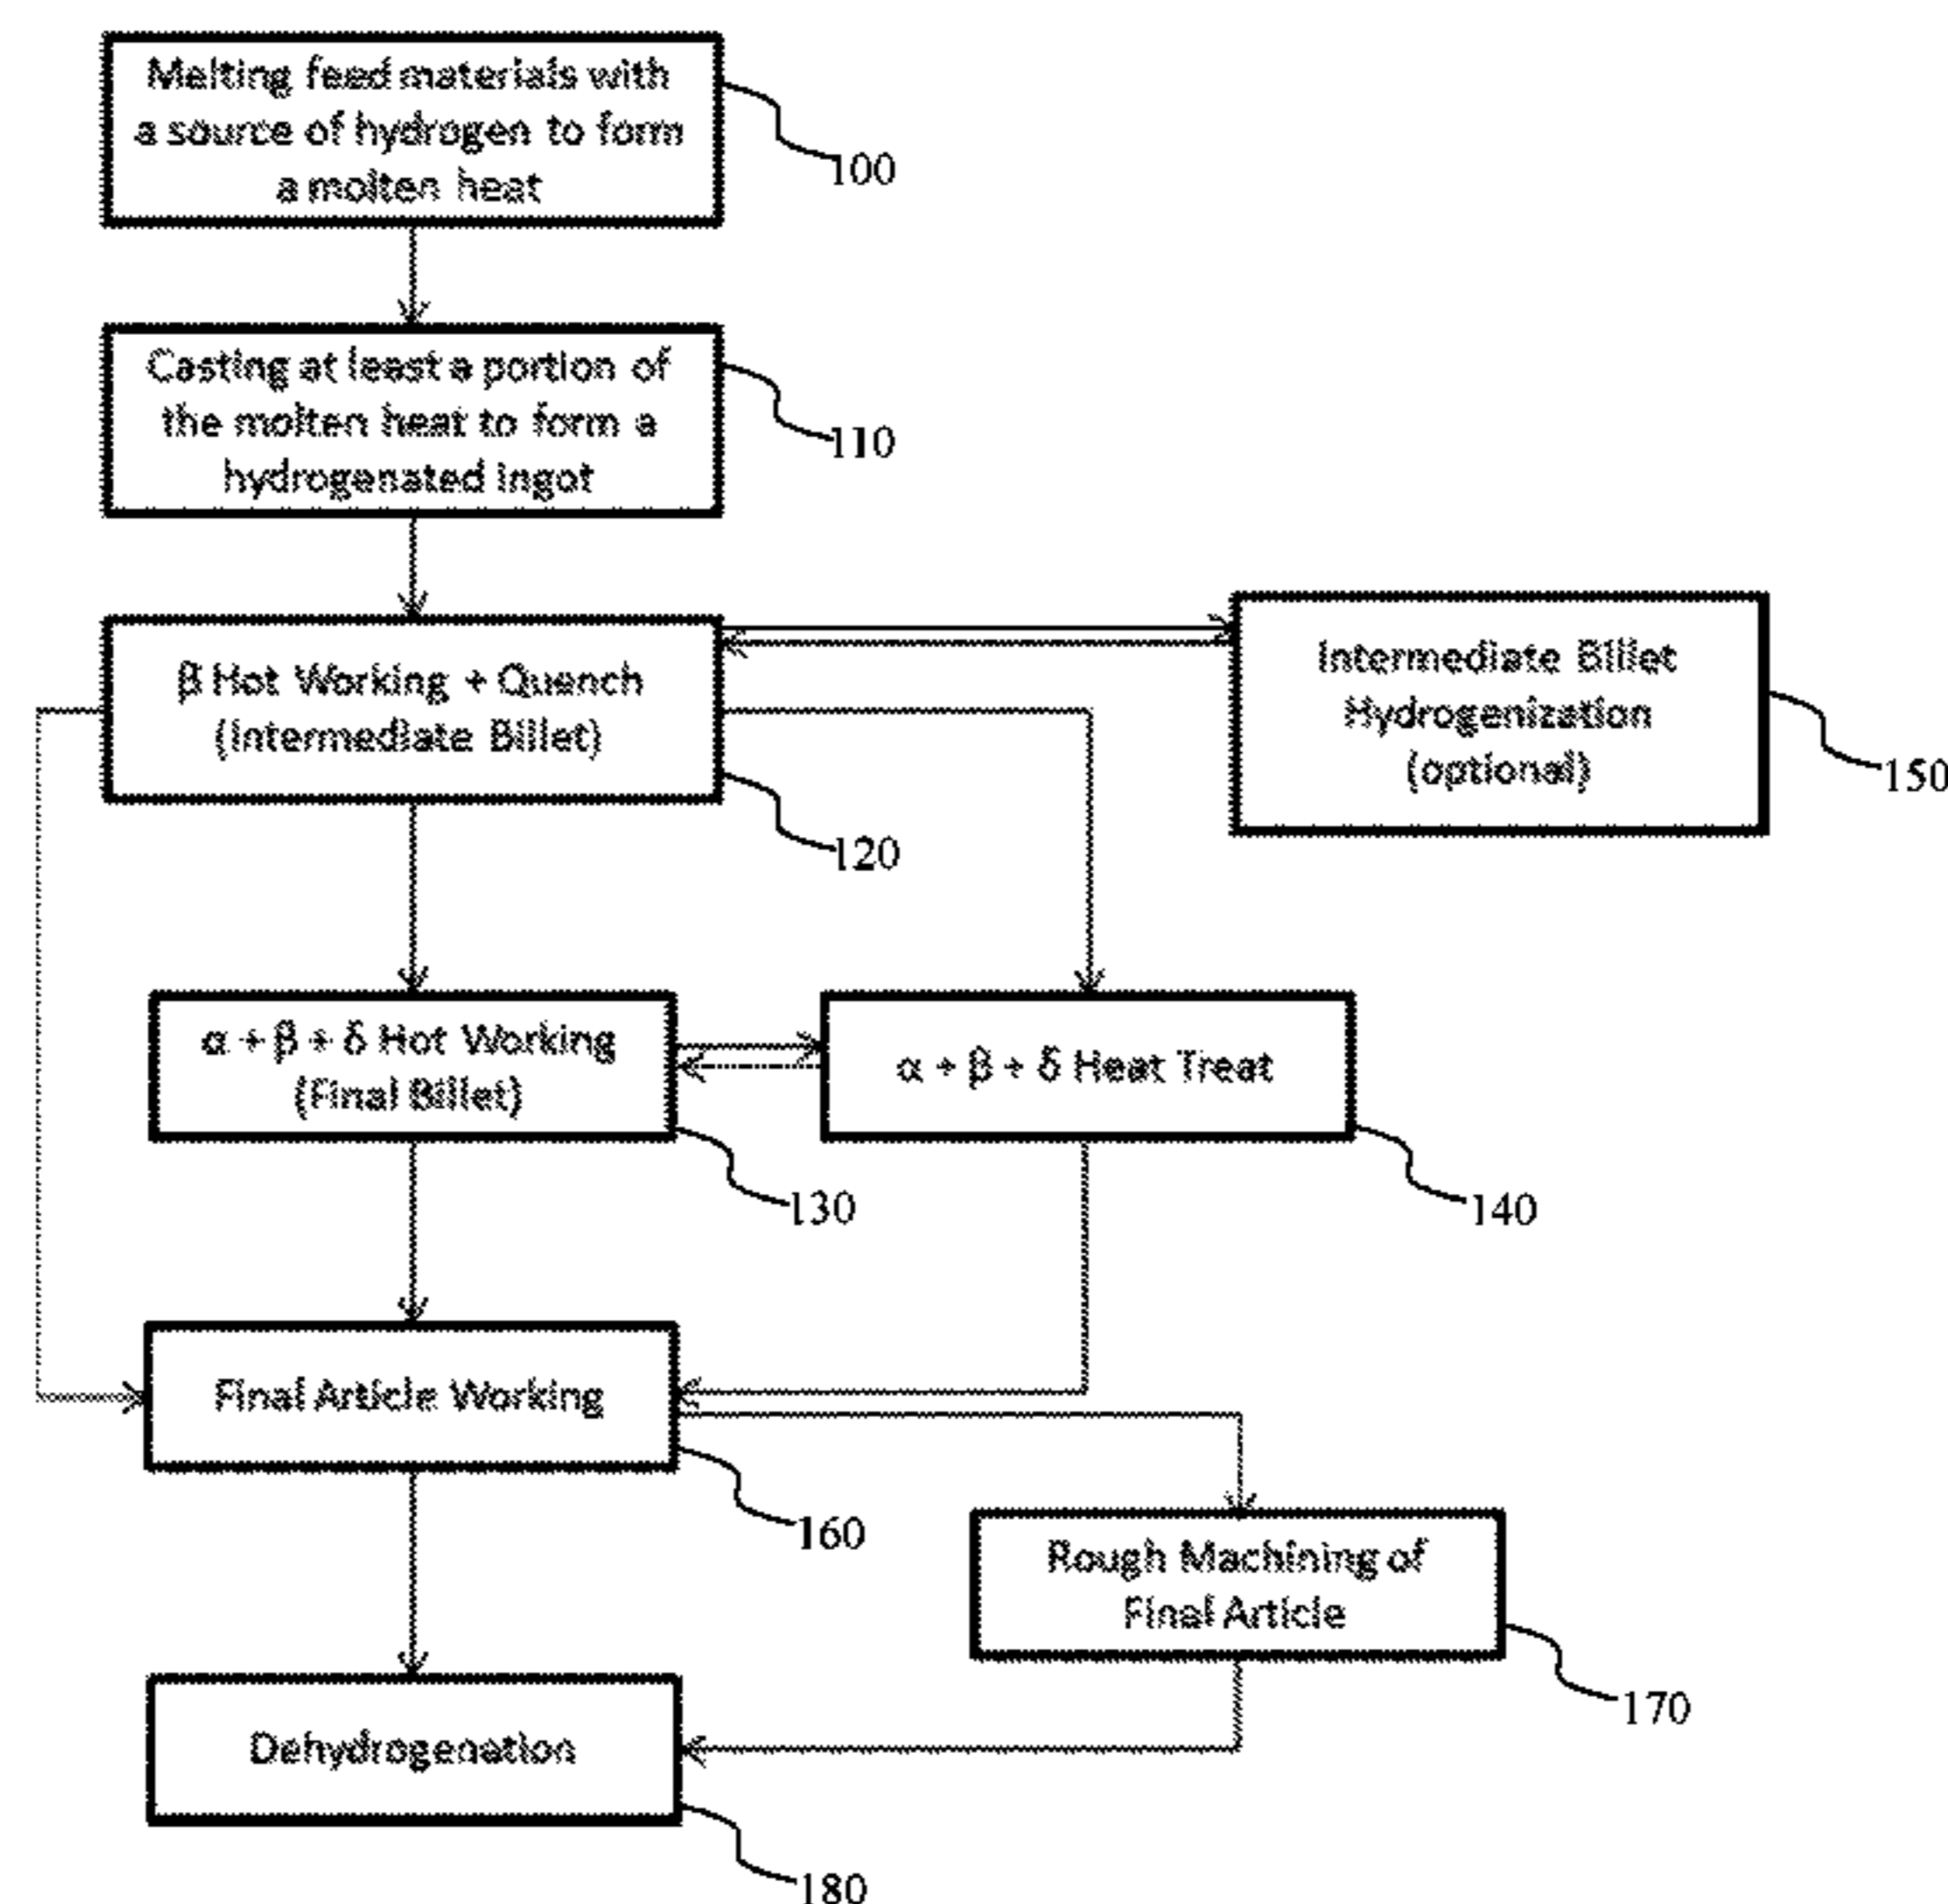 Melting feed materials with
a source of hydrogen to form
a molten heat
100
Casting at least a portion of
the molten heat to form a
hydrogenated ingot
110
β Hot Working + Quench
(Intermediate Billet)
120
Intermediate Billet
Hydrogenization
(optional)
150
α + β + δ Hot Working
(Final Billet)
130
α + β + δ Heat Treat
140
Final Article Working
160
Rough Machining of
Final Article
170
Dehydrogenation
180